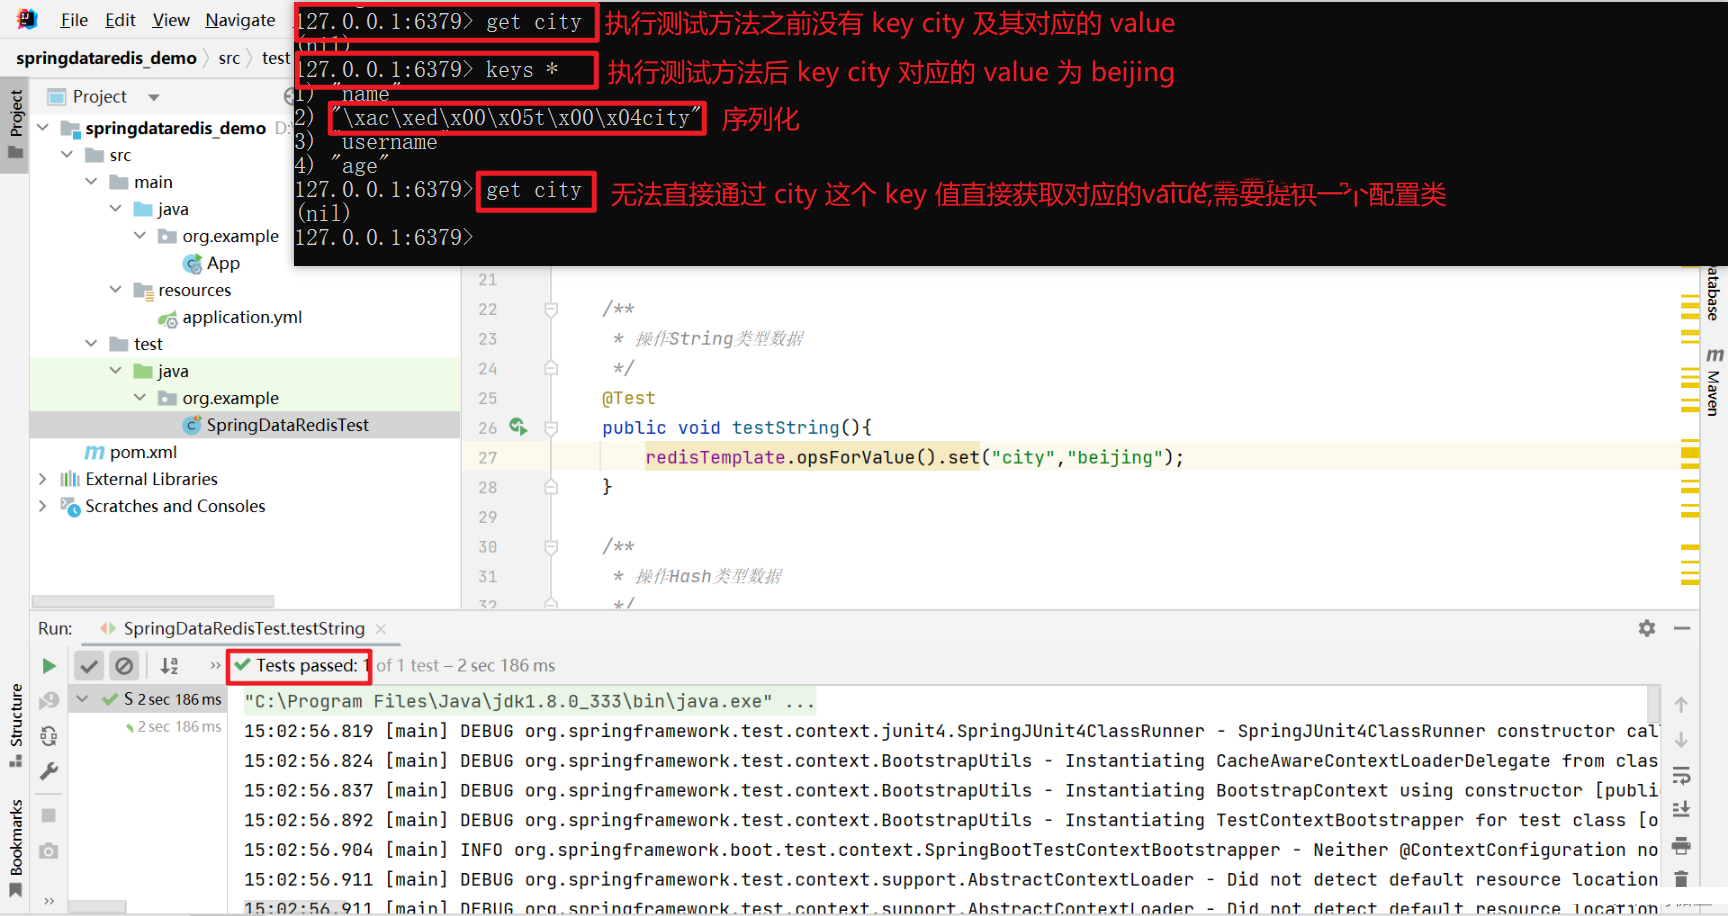 File Edit View Navigate
springdataredis_demo src test
127.0.0.1:6379> get city 执行测试方法之前没有 key city 及其对应的 value
(nil)
127.0.0.1:6379> keys * 执行测试方法后 key city 对应的 value 为 beijing
1) "name"
2) "\xac\xed\x00\x05t\x00\x04city" 序列化
3) "username"
4) "age"
127.0.0.1:6379> get city 无法直接通过 city 这个 key 值直接获取对应的value,需要提供一个配置类
(nil)
127.0.0.1:6379>
Project
Project
springdataredis_demo D:
src
main
java
org.example
App
resources
application.yml
test
java
org.example
SpringDataRedisTest
pom.xml
External Libraries
Scratches and Consoles
21
22 /**
23 * 操作String类型数据
24 */
25 @Test
26 public void testString(){
27 redisTemplate.opsForValue().set("city","beijing");
28 }
29
30 /**
31 * 操作Hash类型数据
32 */
atabase
Maven
Run: SpringDataRedisTest.testString
Tests passed: 1 of 1 test – 2 sec 186 ms
S 2 sec 186 ms
2 sec 186 ms
"C:\Program Files\Java\jdk1.8.0_333\bin\java.exe" ...
15:02:56.819 [main] DEBUG org.springframework.test.context.junit4.SpringJUnit4ClassRunner - SpringJUnit4ClassRunner constructor cal
15:02:56.824 [main] DEBUG org.springframework.test.context.BootstrapUtils - Instantiating CacheAwareContextLoaderDelegate from clas
15:02:56.837 [main] DEBUG org.springframework.test.context.BootstrapUtils - Instantiating BootstrapContext using constructor [publi
15:02:56.892 [main] DEBUG org.springframework.test.context.BootstrapUtils - Instantiating TestContextBootstrapper for test class [o
15:02:56.904 [main] INFO org.springframework.boot.test.context.SpringBootTestContextBootstrapper - Neither @ContextConfiguration no
15:02:56.911 [main] DEBUG org.springframework.test.context.support.AbstractContextLoader - Did not detect default resource location
15:02:56.911 [main] DEBUG org.springframework.test.context.support.AbstractContextLoader - Did not detect default resource location
Structure
Bookmarks